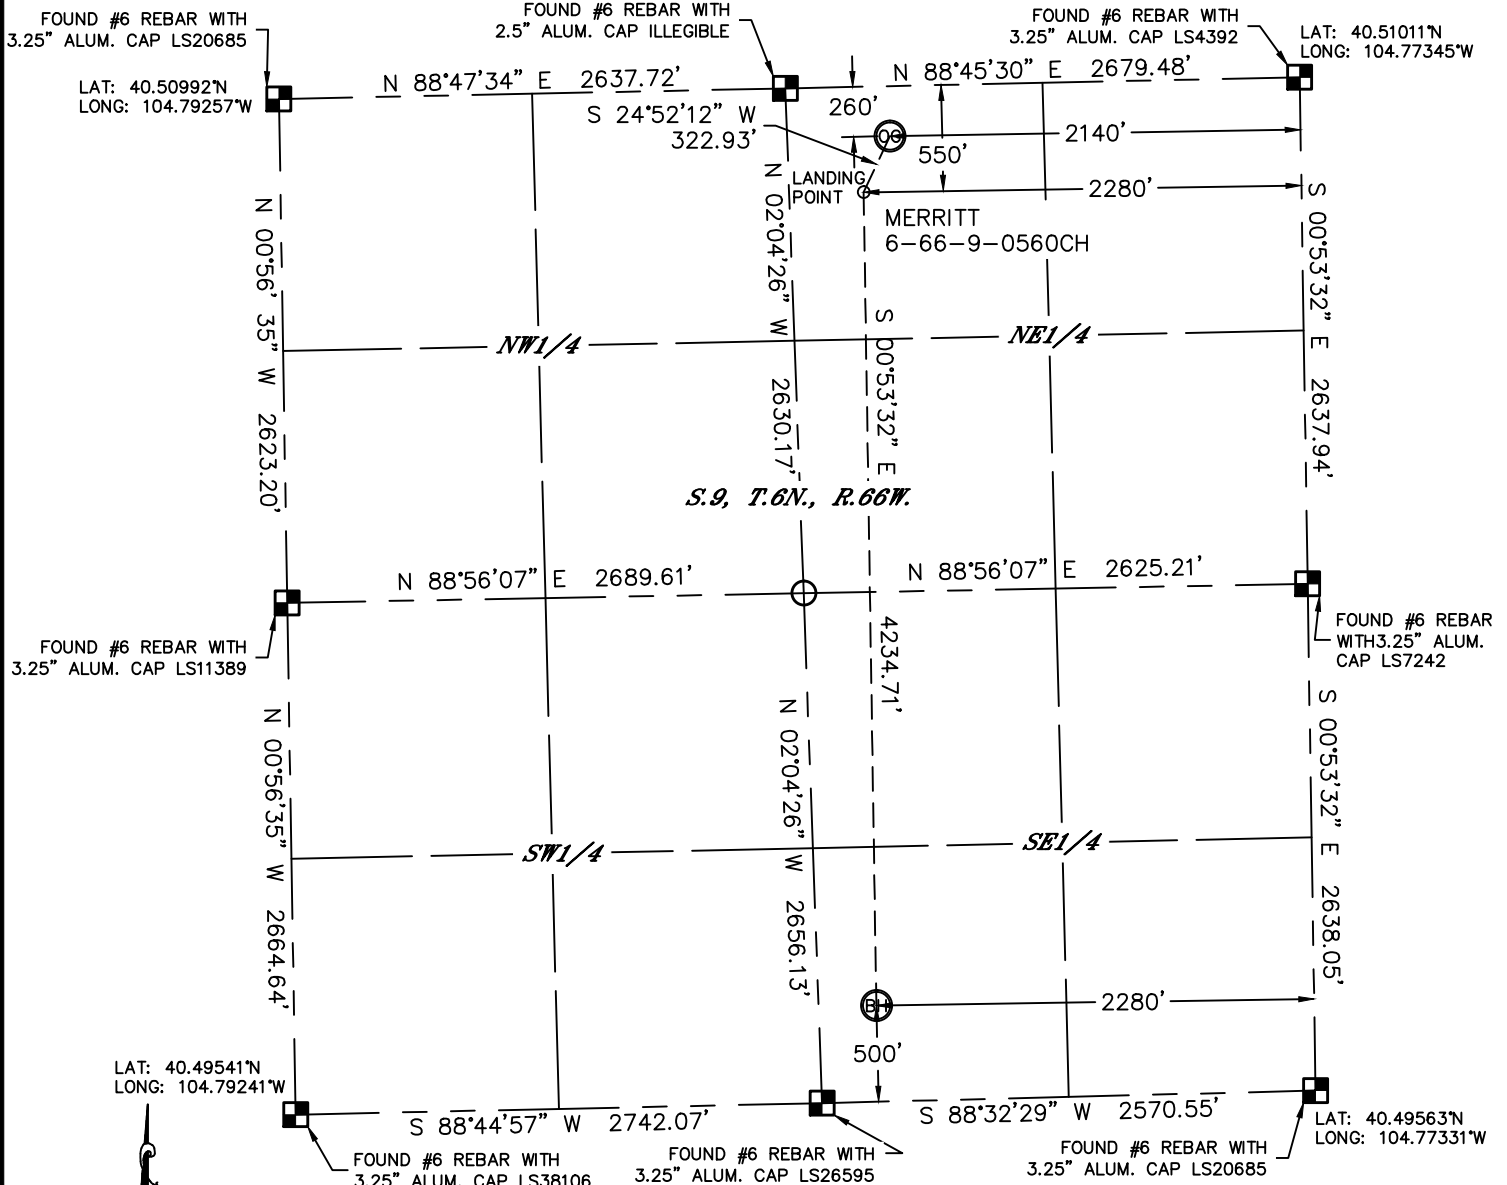 FOUND #6 REBAR WITH
3.25" ALUM. CAP LS20685
FOUND #6 REBAR WITH
2.5" ALUM. CAP ILLEGIBLE
FOUND #6 REBAR WITH
3.25" ALUM. CAP LS4392
LAT: 40.51011°N
LONG: 104.77345°W
LAT: 40.50992°N
LONG: 104.79257°W
N 88°47'34" E 2637.72'
N 88°45'30" E 2679.48'
S 24°52'12" W
322.93'
260'
OG
2140'
550'
LANDING
POINT
2280'
MERRITT
6-66-9-0560CH
N 00°56' 35" W 2623.20'
N 02°04'26" W 2630.17'
S 00°53'32" E
S 00°53'32" E 2637.94'
NW1/4
NE1/4
S.9, T.6N., R.66W.
N 88°56'07" E 2689.61'
N 88°56'07" E 2625.21'
FOUND #6 REBAR WITH
3.25" ALUM. CAP LS11389
FOUND #6 REBAR
WITH3.25" ALUM.
CAP LS7242
4234.71'
N 00°56'35" W 2664.64'
N 02°04'26" W 2656.13'
S 00°53'32" E 2638.05'
SW1/4
SE1/4
BH
2280'
500'
LAT: 40.49541°N
LONG: 104.79241°W
S 88°44'57" W 2742.07'
S 88°32'29" W 2570.55'
LAT: 40.49563°N
LONG: 104.77331°W
FOUND #6 REBAR WITH
3.25" ALUM. CAP LS38106
FOUND #6 REBAR WITH
3.25" ALUM. CAP LS26595
FOUND #6 REBAR WITH
3.25" ALUM. CAP LS20685